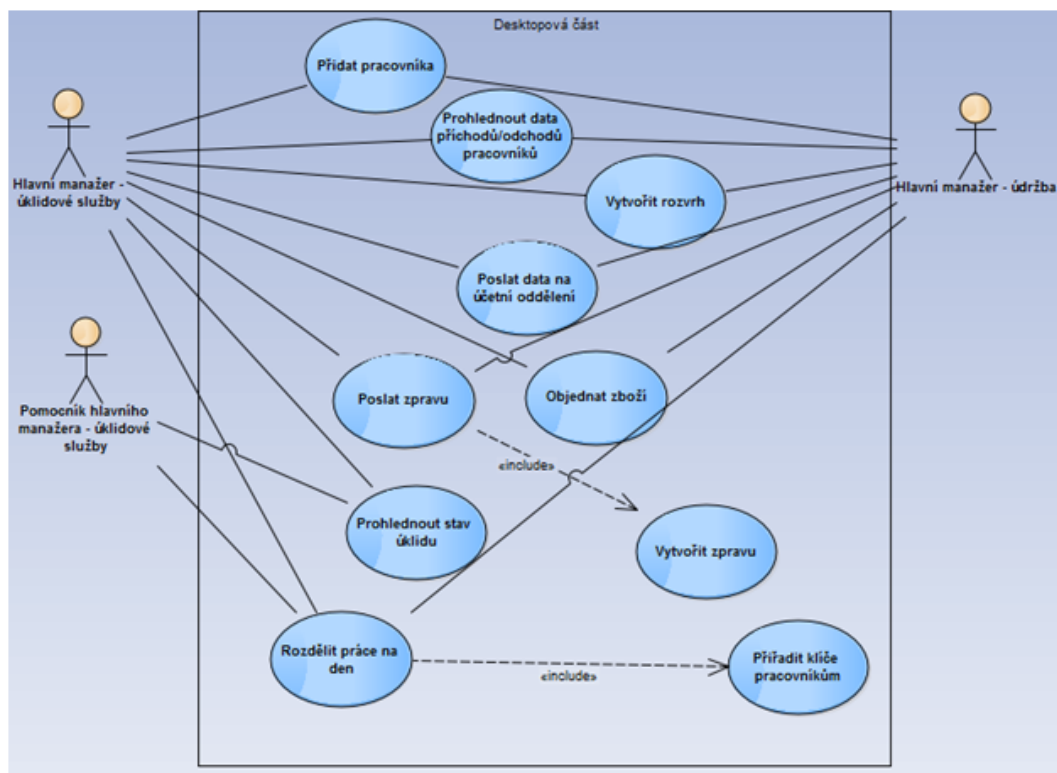 Desktopová část
Přidat pracovníka
Prohlednout data
příchodů/odchodů
pracovníků
Hlavní manažer -
úklidové služby
Hlavní manažer - údržba
Vytvořit rozvrh
Poslat data na
účetní oddělení
Poslat zpravu
Objednat zboží
Pomocník hlavního
manažera - úklidové
služby
«include»
Prohlednout stav
úklidu
Vytvořit zpravu
Rozdělit práce na
den
«include»
Přířadit klíče
pracovníkům